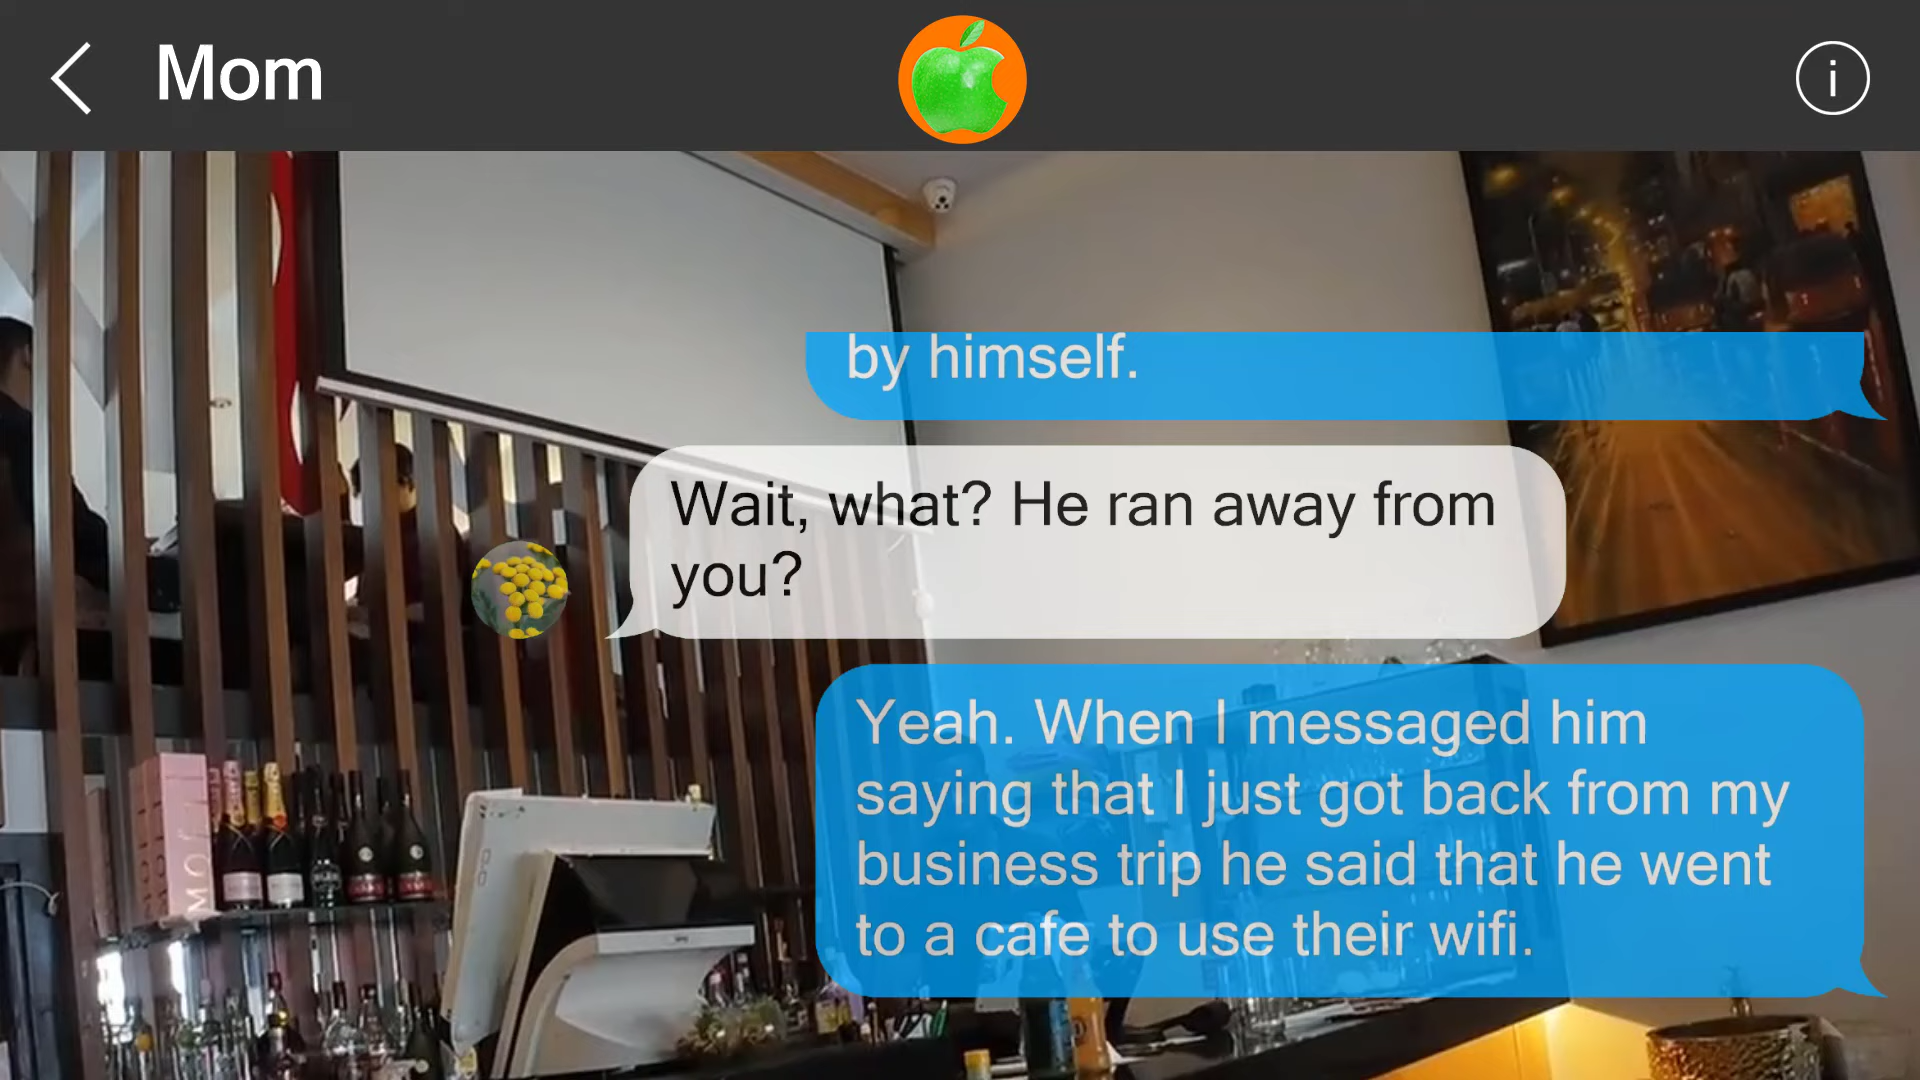 Mom
by himself.
Wait, what? He ran away from
you?
Yeah. When I messaged him
saying that I just got back from my
business trip he said that he went
to a cafe to use their wifi.